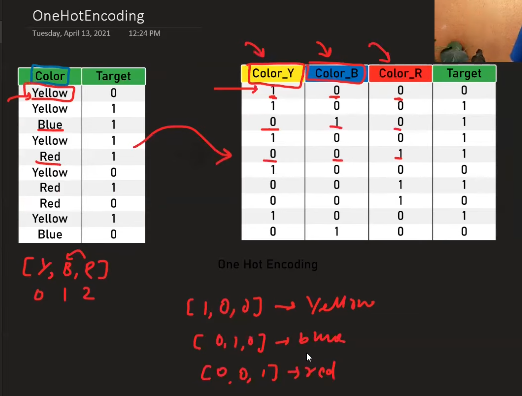 OneHotEncoding
Tuesday, April 13, 2021 12:24 PM
Color Target
Yellow 0
Yellow 1
Blue 1
Yellow 1
Red 1
Yellow 0
Red 1
Red 0
Yellow 1
Blue 0
Color_Y Color_B Color_R Target
1 0 0 0
1 0 0 1
0 1 0 1
1 0 0 1
0 0 1 1
1 0 0 0
0 0 1 1
0 0 1 0
1 0 0 1
0 1 0 0
One Hot Encoding
[Y, B, R]
0 1 2
[1, 0, 0] → Yellow
[0, 1, 0] → blue
[0, 0, 1] → red